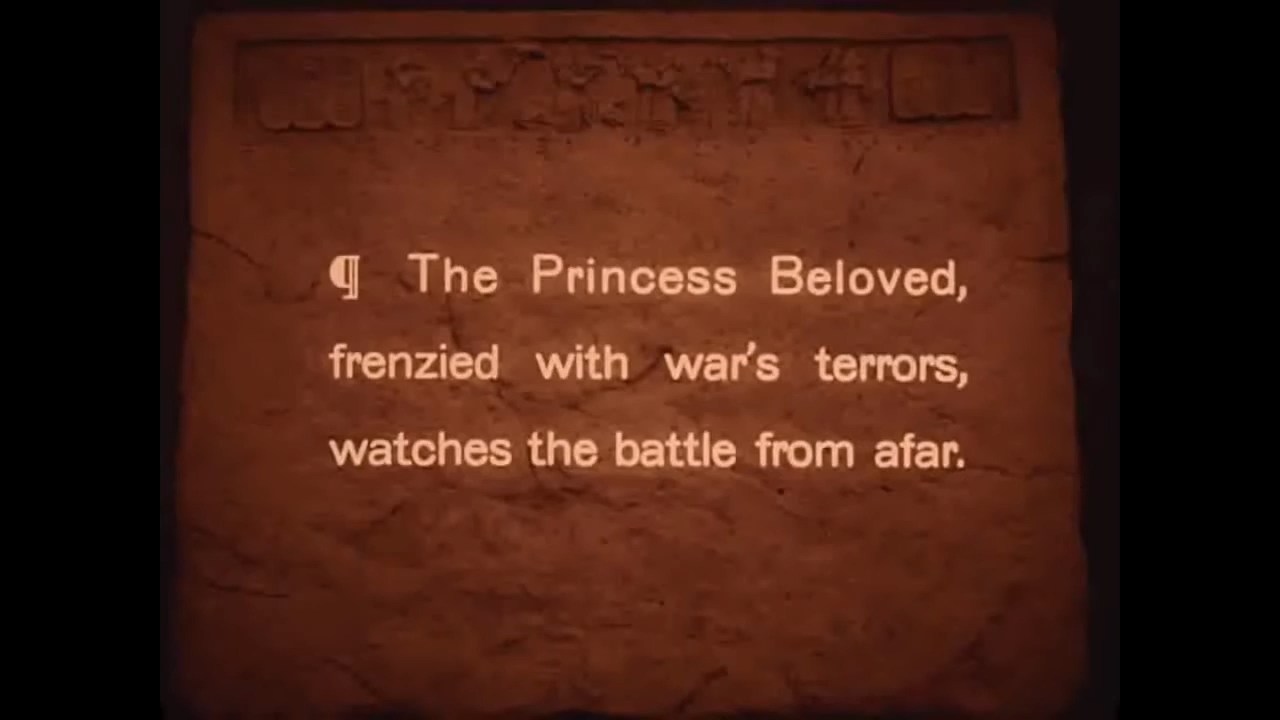 ¶ The Princess Beloved,
frenzied with war's terrors,
watches the battle from afar.